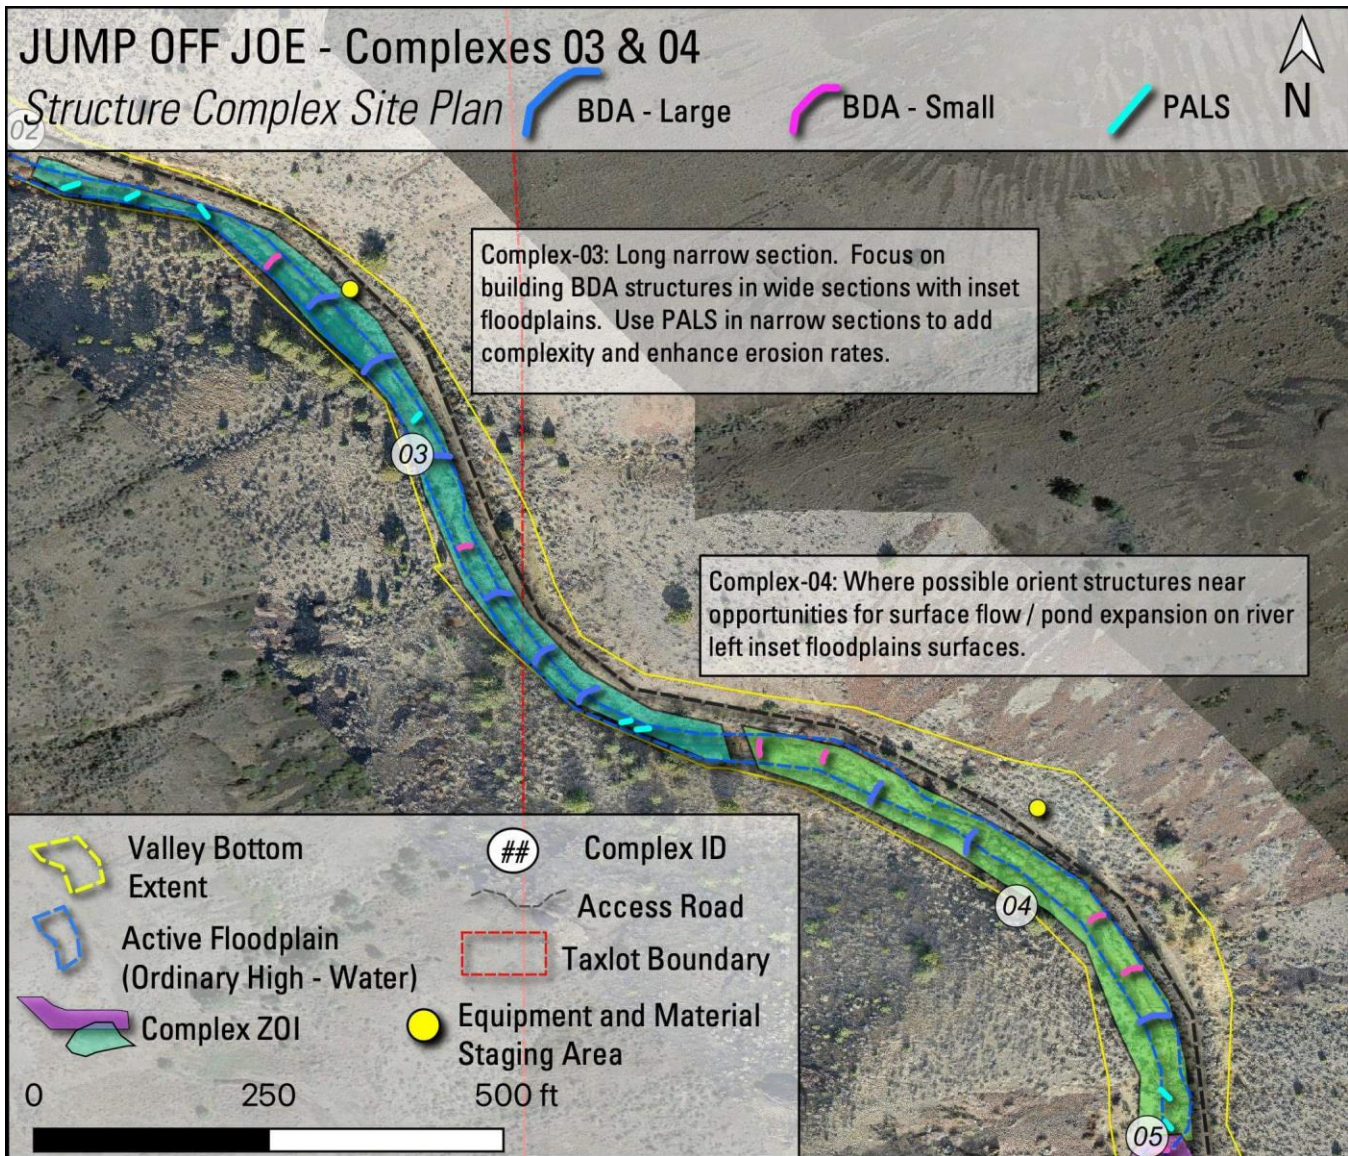 JUMP OFF JOE - Complexes 03 & 04
Structure Complex Site Plan
BDA - Large
BDA - Small
PALS
N
02
Complex-03: Long narrow section. Focus on
building BDA structures in wide sections with inset
floodplains. Use PALS in narrow sections to add
complexity and enhance erosion rates.
03
Complex-04: Where possible orient structures near
opportunities for surface flow / pond expansion on river
left inset floodplains surfaces.
04
05
Valley Bottom
Extent
Active Floodplain
(Ordinary High - Water)
Complex ZOI
##
Complex ID
Access Road
Taxlot Boundary
Equipment and Material
Staging Area
0
250
500 ft